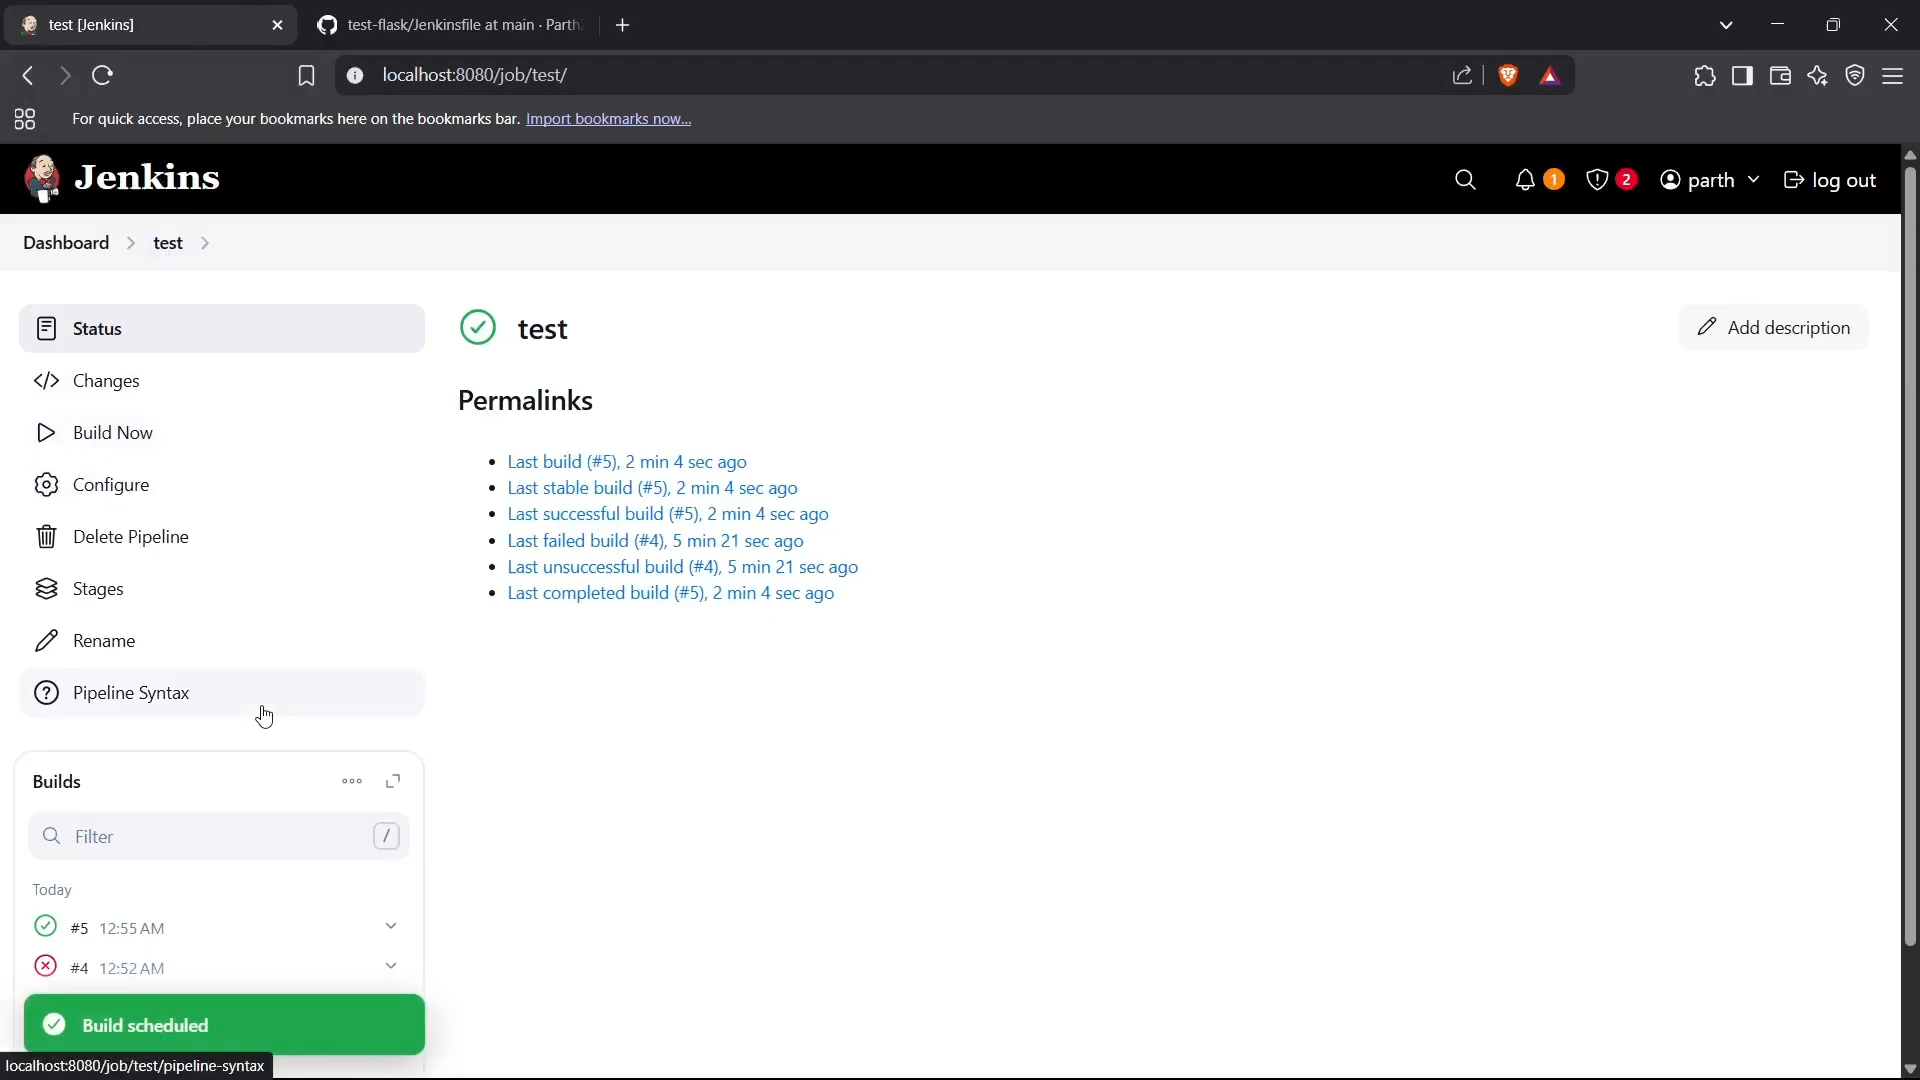 test [Jenkins]
test-flask/Jenkinsfile at main · Parth
localhost:8080/job/test/
For quick access, place your bookmarks here on the bookmarks bar. Import bookmarks now...
Jenkins
1
2
parth
log out
Dashboard
test
Status
Changes
Build Now
Configure
Delete Pipeline
Stages
Rename
Pipeline Syntax
test
Add description
Permalinks
• Last build (#5), 2 min 4 sec ago
• Last stable build (#5), 2 min 4 sec ago
• Last successful build (#5), 2 min 4 sec ago
• Last failed build (#4), 5 min 21 sec ago
• Last unsuccessful build (#4), 5 min 21 sec ago
• Last completed build (#5), 2 min 4 sec ago
Builds
Filter
/
Today
#5 12:55 AM
#4 12:52 AM
Build scheduled
localhost:8080/job/test/pipeline-syntax